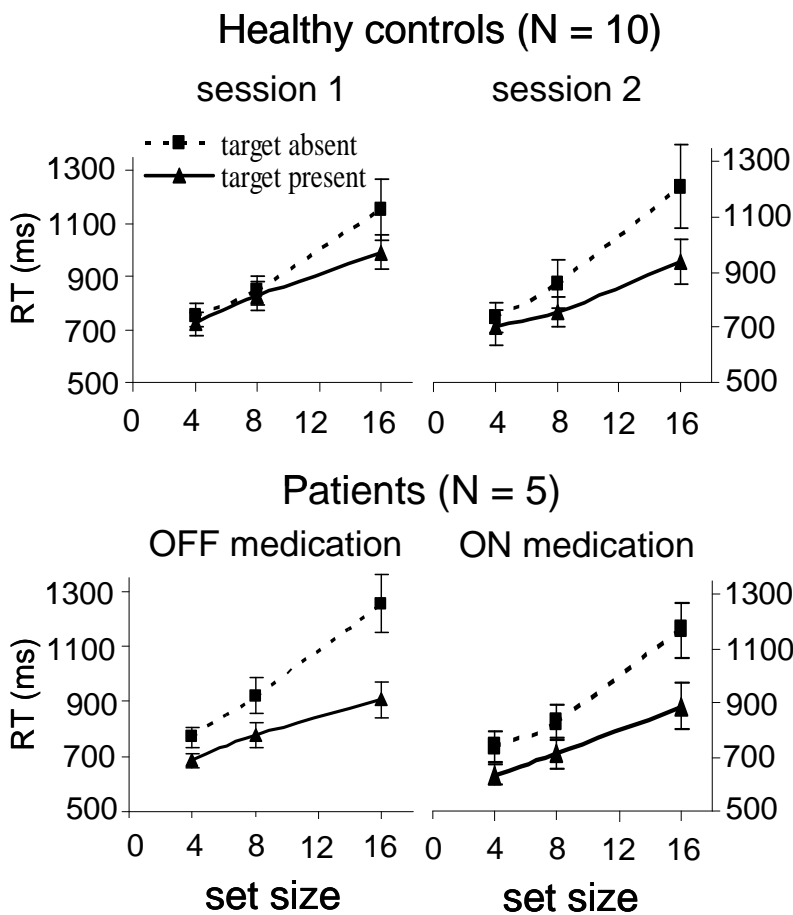 Healthy controls (N = 10)
session 1
session 2
target absent
target present
RT (ms)
1300
1100
900
700
500
0 4 8 12 16
1300
1100
900
700
500
0 4 8 12 16
Patients (N = 5)
OFF medication
ON medication
RT (ms)
1300
1100
900
700
500
0 4 8 12 16
set size
1300
1100
900
700
500
0 4 8 12 16
set size